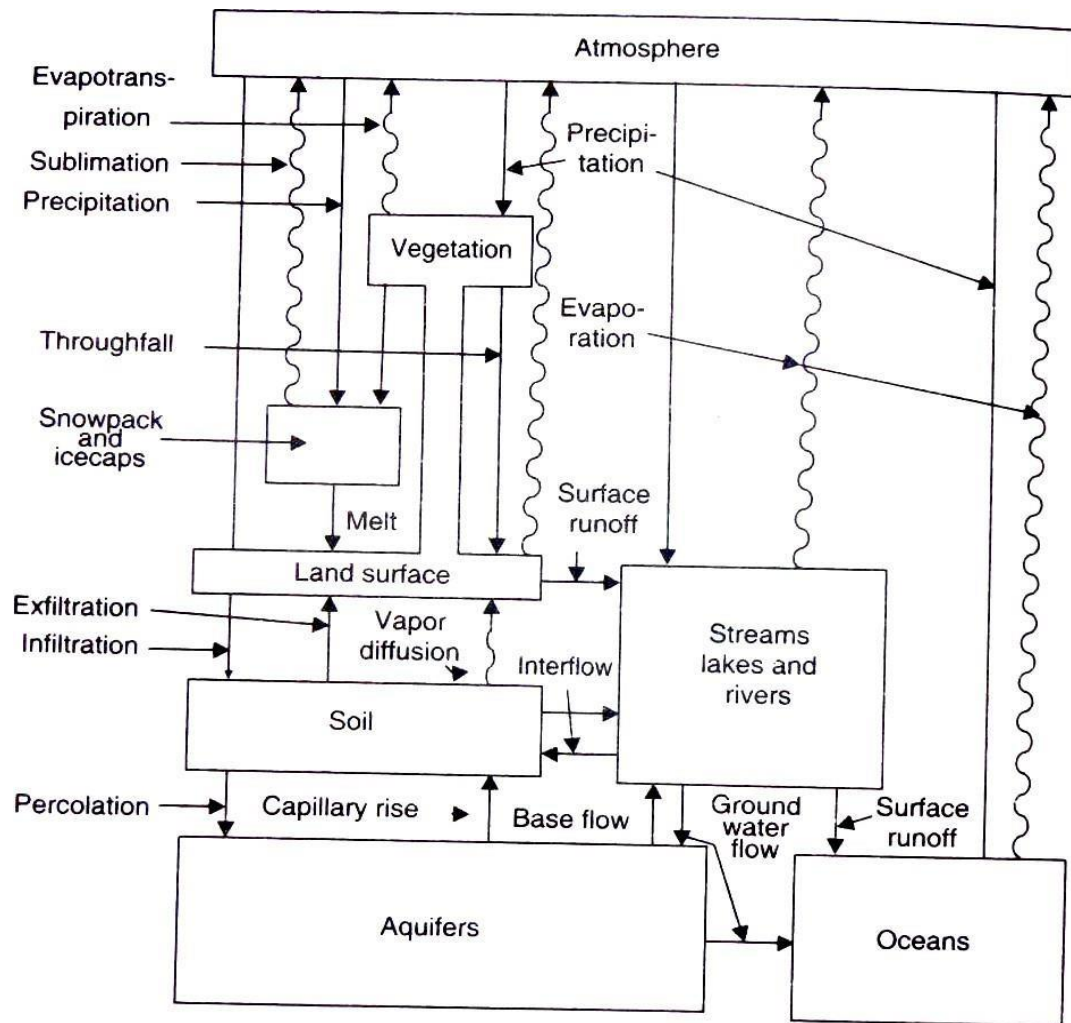 Atmosphere
Evapotrans-
piration
Sublimation
Precipitation
Precipi-
tation
Vegetation
Evapo-
ration
Throughfall
Snowpack
and
icecaps
Melt
Surface
runoff
Land surface
Exfiltration
Infiltration
Vapor
diffusion
Interflow
Streams
lakes and
rivers
Soil
Percolation
Capillary rise
Base flow
Ground
water
flow
Surface
runoff
Aquifers
Oceans